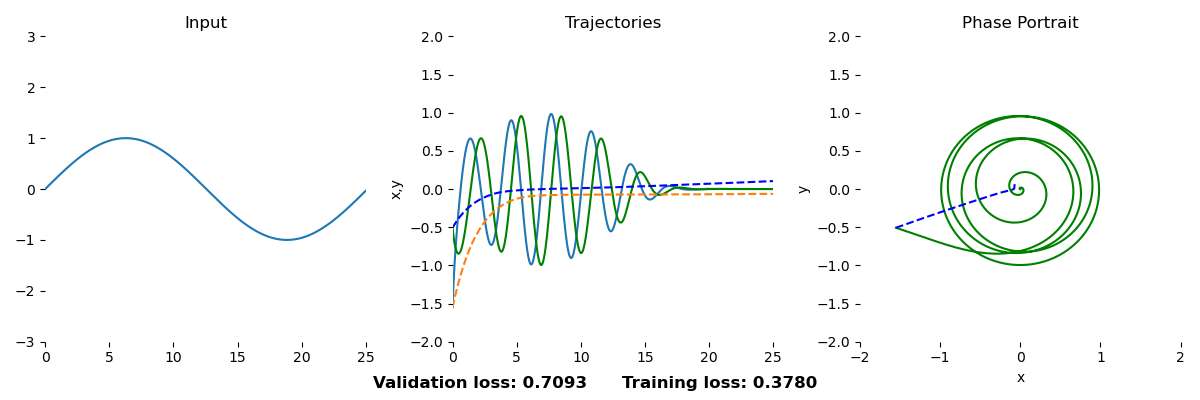 Input
3
2
1
0
−1
−2
−3
0 5 10 15 20 25
Trajectories
x,y
2.0
1.5
1.0
0.5
0.0
−0.5
−1.0
−1.5
−2.0
0 5 10 15 20 25
Phase Portrait
y
2.0
1.5
1.0
0.5
0.0
−0.5
−1.0
−1.5
−2.0
−2 −1 0 1 2
x
Validation loss: 0.7093 Training loss: 0.3780